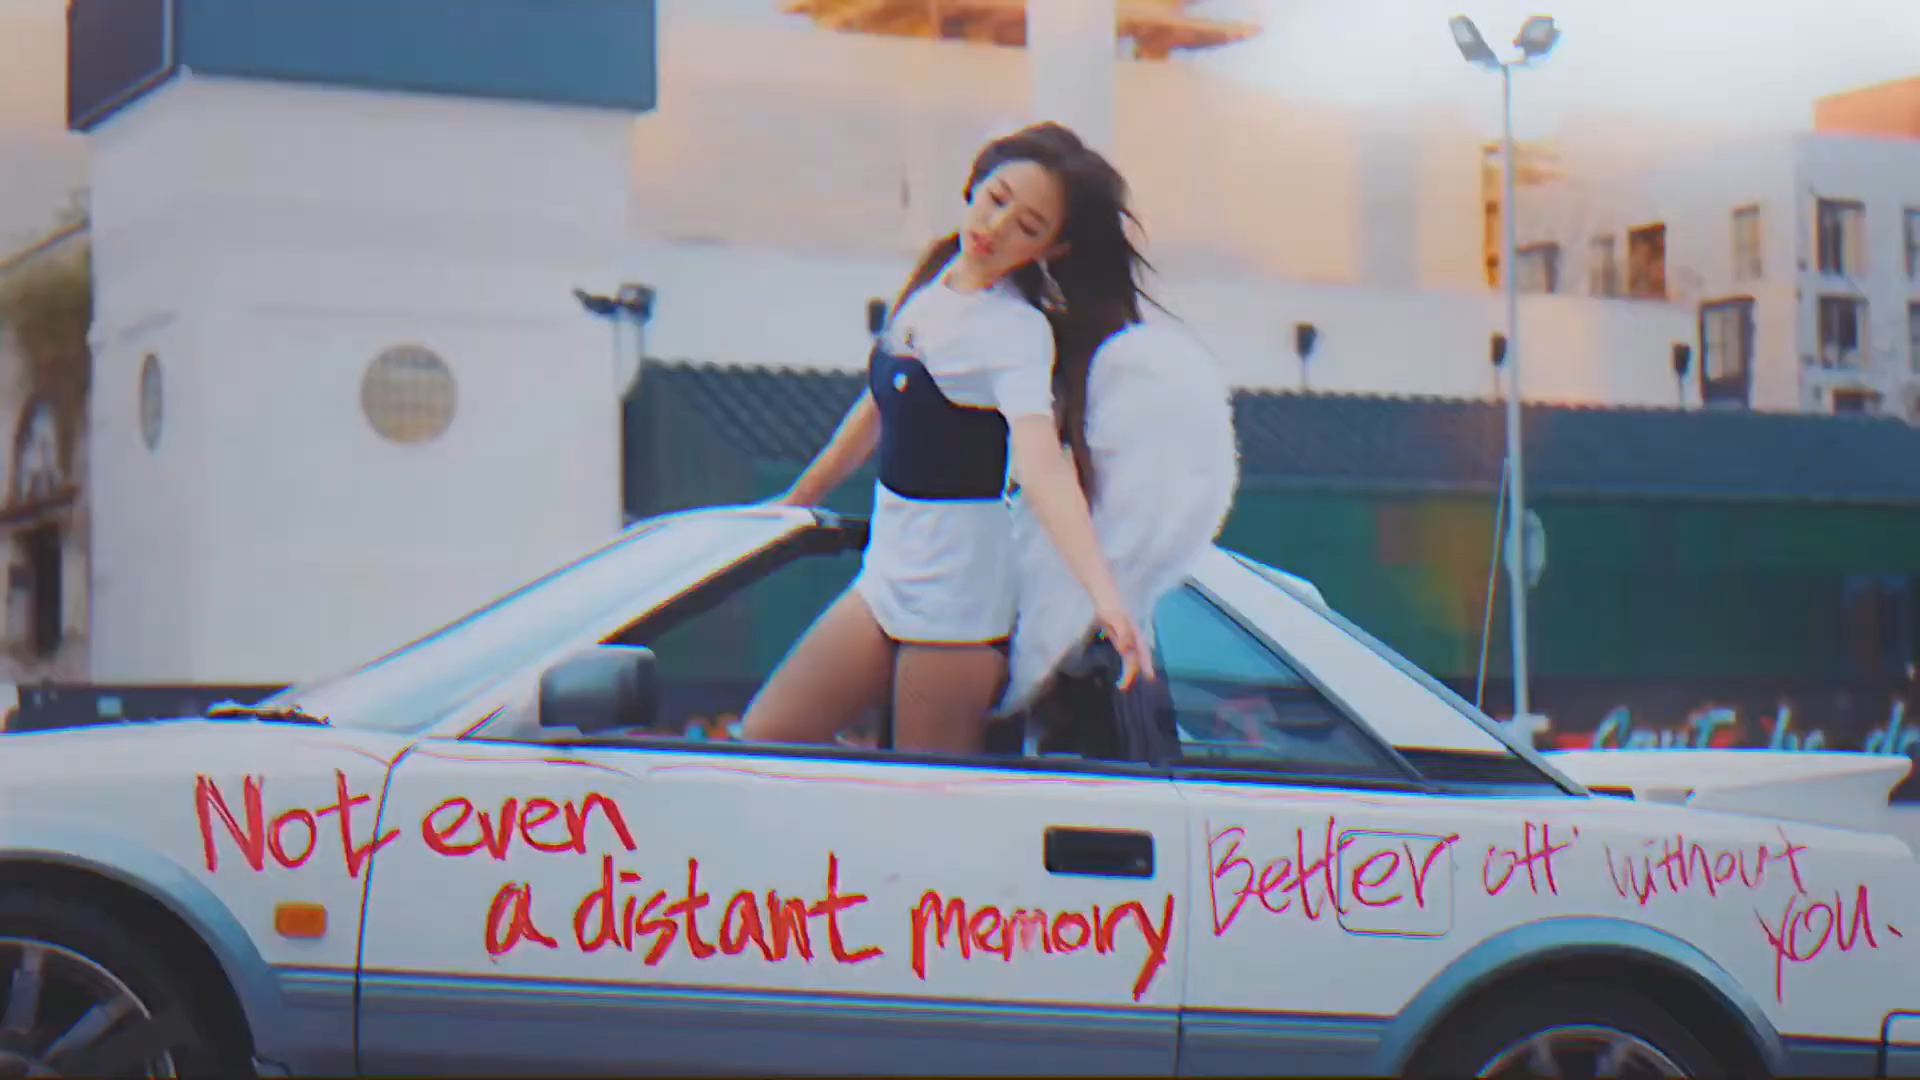 Not even
a distant memory
Better off without
you.